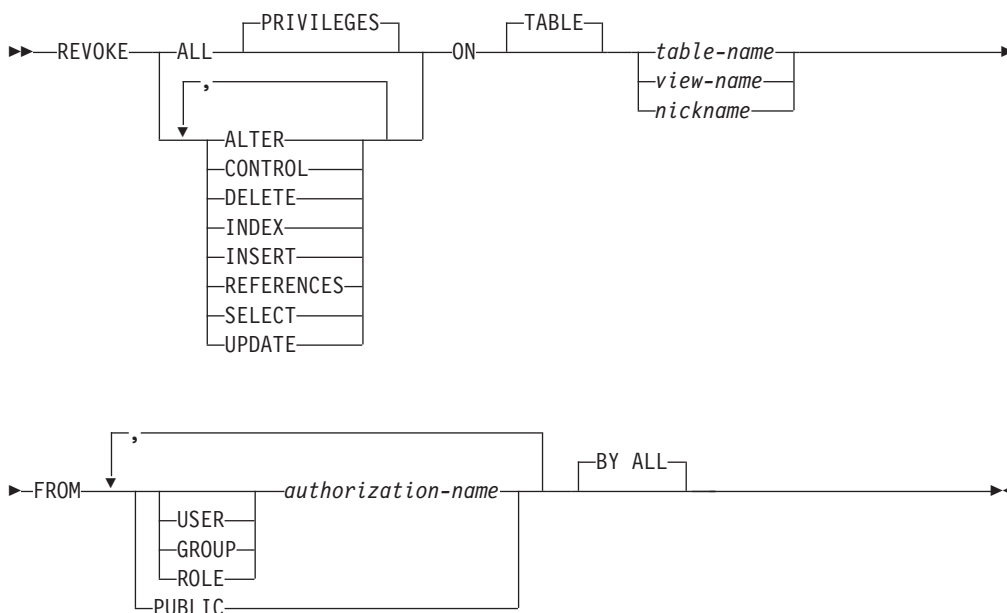 PRIVILEGES TABLE
REVOKE ALL ON table-name
, view-name
nickname
ALTER
CONTROL
DELETE
INDEX
INSERT
REFERENCES
SELECT
UPDATE
, BY ALL
FROM authorization-name
USER
GROUP
ROLE
PUBLIC